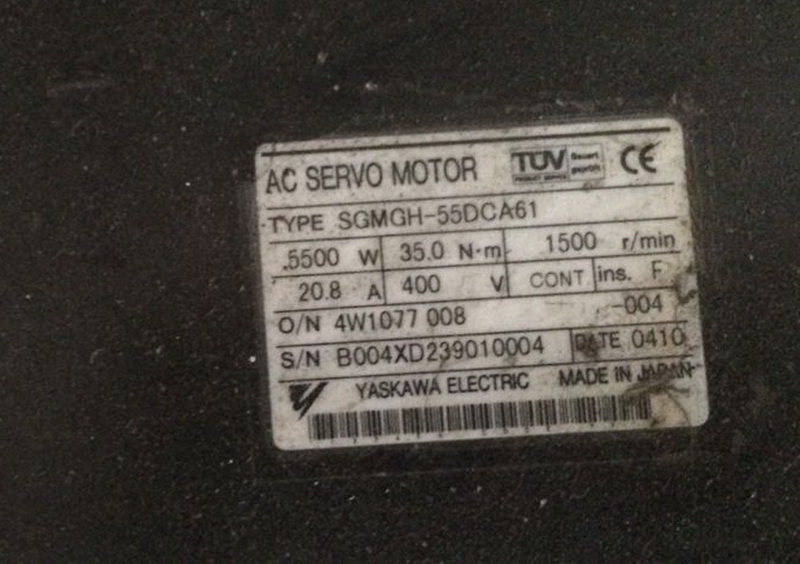 AC SERVO MOTOR TÜV CE
TYPE SGMGH-55DCA61
5500 W 35.0 N·m 1500 r/min
20.8 A 400 V CONT ins. F
O/N 4W1077 008 -004
S/N B004XD239010004 DATE 0410
YASKAWA ELECTRIC MADE IN JAPAN